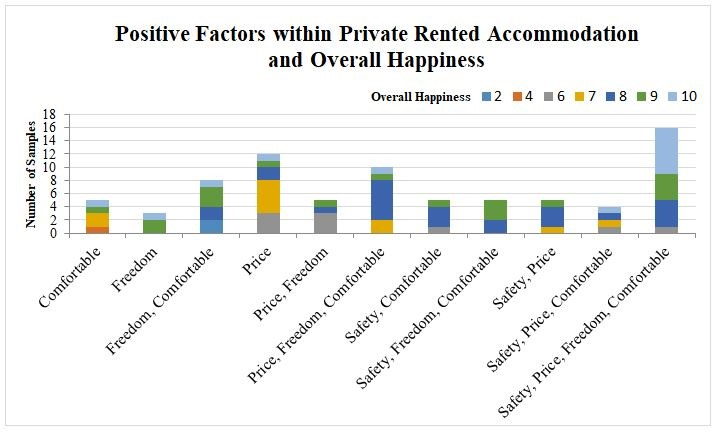 Positive Factors within Private Rented Accommodation
and Overall Happiness
Overall Happiness 2 4 6 7 8 9 10
Number of Samples
18
16
14
12
10
8
6
4
2
0
Comfortable
Freedom
Freedom, Comfortable
Price
Price, Freedom
Price, Freedom, Comfortable
Safety, Comfortable
Safety, Freedom, Comfortable
Safety, Price
Safety, Price, Comfortable
Safety, Price, Freedom, Comfortable